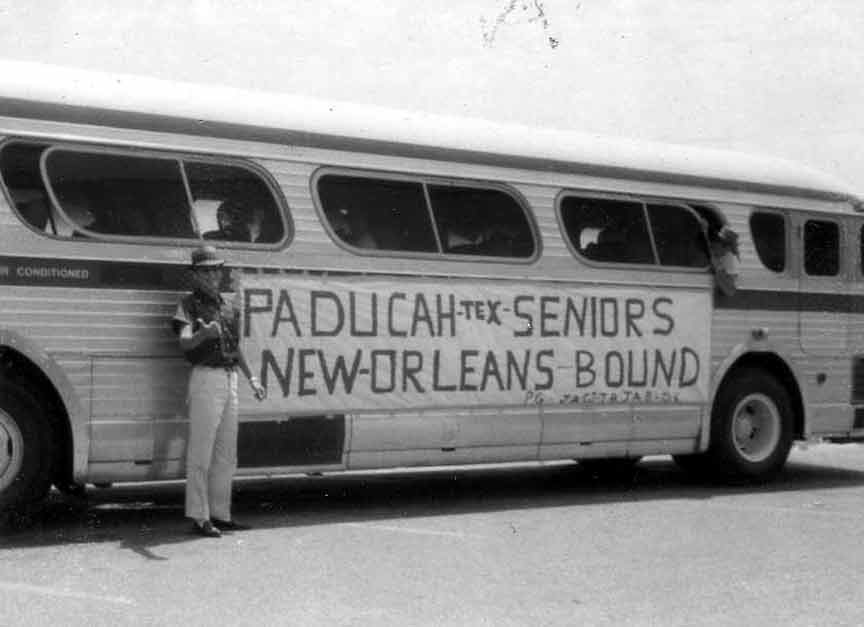 CONDITIONED
PADUCAH-TEX-SENIORS
NEW-ORLEANS-BOUND